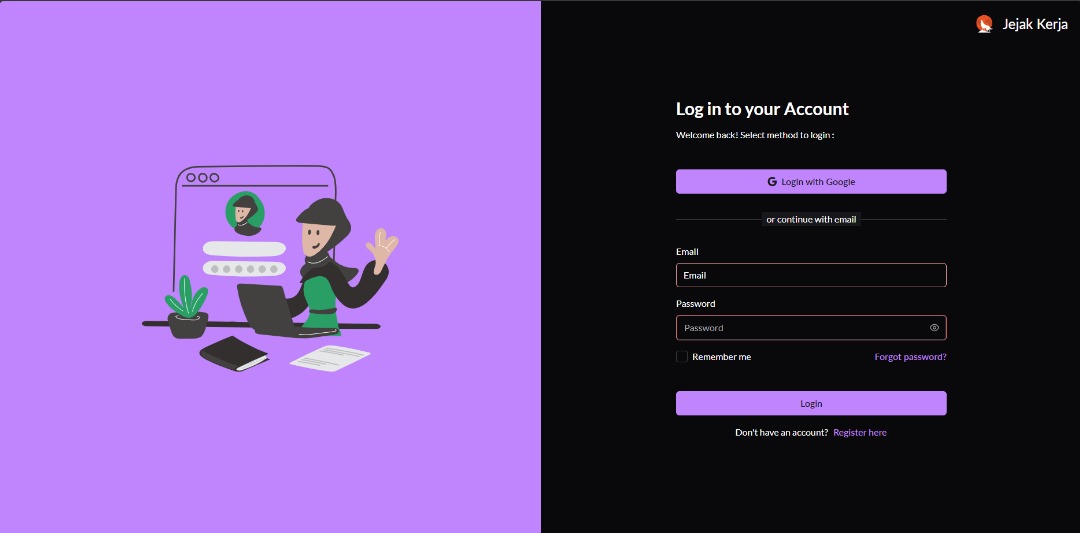 Jejak Kerja
Log in to your Account
Welcome back! Select method to login :
Login with Google
or continue with email
Email
Email
Password
Password
Remember me
Forgot password?
Login
Don't have an account? Register here